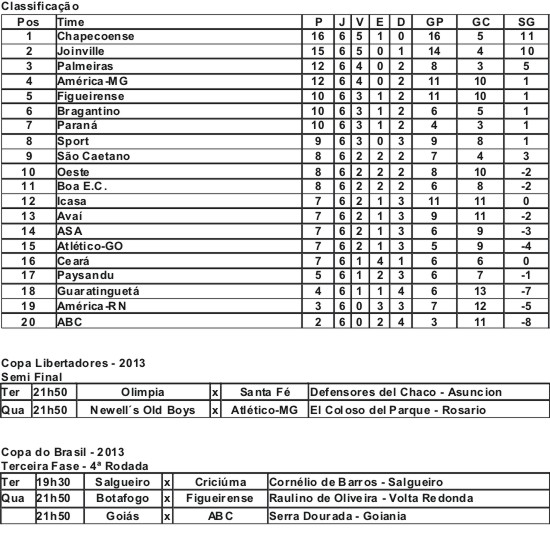 Classificação
Pos Time P J V E D GP GC SG
1 Chapecoense 16 6 5 1 0 16 5 11
2 Joinville 15 6 5 0 1 14 4 10
3 Palmeiras 12 6 4 0 2 8 3 5
4 América-MG 12 6 4 0 2 11 10 1
5 Figueirense 10 6 3 1 2 11 10 1
6 Bragantino 10 6 3 1 2 6 5 1
7 Paraná 10 6 3 1 2 4 3 1
8 Sport 9 6 3 0 3 9 8 1
9 São Caetano 8 6 2 2 2 7 4 3
10 Oeste 8 6 2 2 2 8 10 -2
11 Boa E.C. 8 6 2 2 2 6 8 -2
12 Icasa 7 6 2 1 3 11 11 0
13 Avaí 7 6 2 1 3 9 11 -2
14 ASA 7 6 2 1 3 6 9 -3
15 Atlético-GO 7 6 2 1 3 5 9 -4
16 Ceará 7 6 1 4 1 6 6 0
17 Paysandu 5 6 1 2 3 6 7 -1
18 Guaratinguetá 4 6 1 1 4 6 13 -7
19 América-RN 3 6 0 3 3 7 12 -5
20 ABC 2 6 0 2 4 3 11 -8
Copa Libertadores - 2013
Semi Final
Ter 21h50 Olimpia x Santa Fé Defensores del Chaco - Asuncion
Qua 21h50 Newell´s Old Boys x Atlético-MG El Coloso del Parque - Rosario
Copa do Brasil - 2013
Terceira Fase - 4ª Rodada
Ter 19h30 Salgueiro x Criciúma Cornélio de Barros - Salgueiro
Qua 21h50 Botafogo x Figueirense Raulino de Oliveira - Volta Redonda
21h50 Goiás x ABC Serra Dourada - Goiania